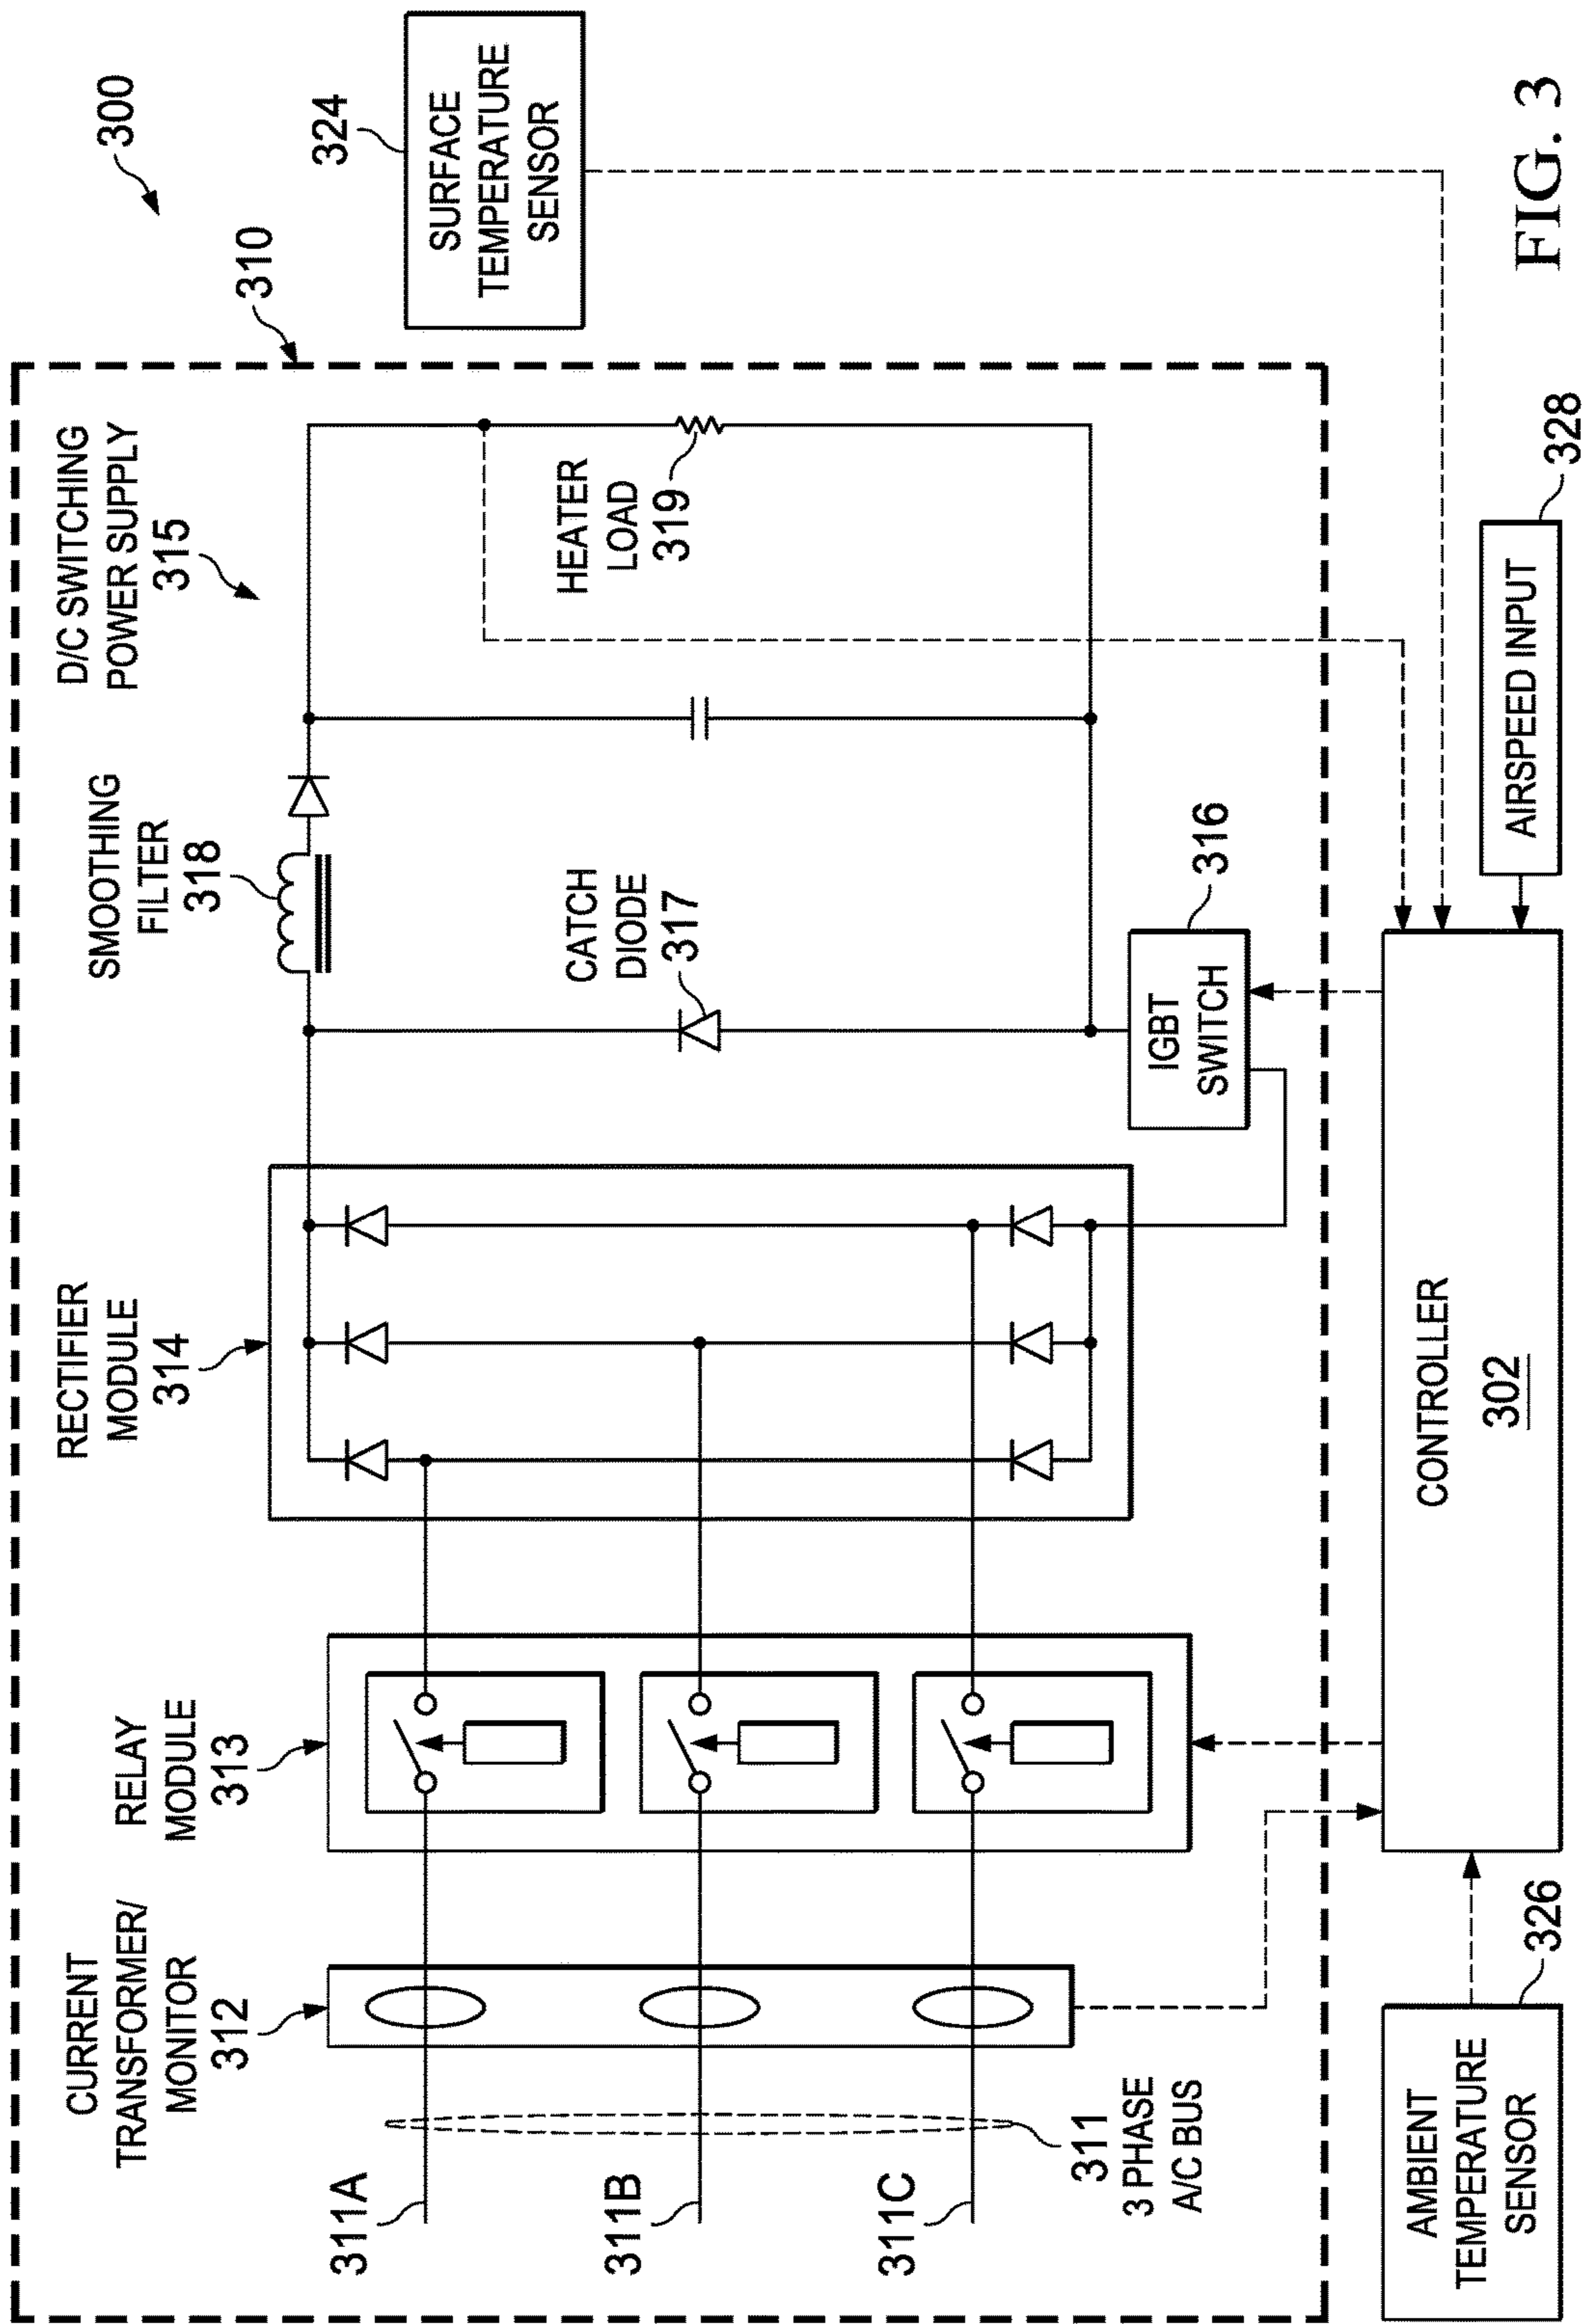 300
310
D/C SWITCHING
POWER SUPPLY
315
SMOOTHING
FILTER
318
RECTIFIER
MODULE
314
RELAY
MODULE
313
CURRENT
TRANSFORMER/
MONITOR
312
324
SURFACE
TEMPERATURE
SENSOR
HEATER
LOAD
319
CATCH
DIODE
317
311A
311B
311C
311
3 PHASE
A/C BUS
IGBT
SWITCH
316
AIRSPEED INPUT
328
CONTROLLER
302
AMBIENT
TEMPERATURE
SENSOR
326
FIG. 3